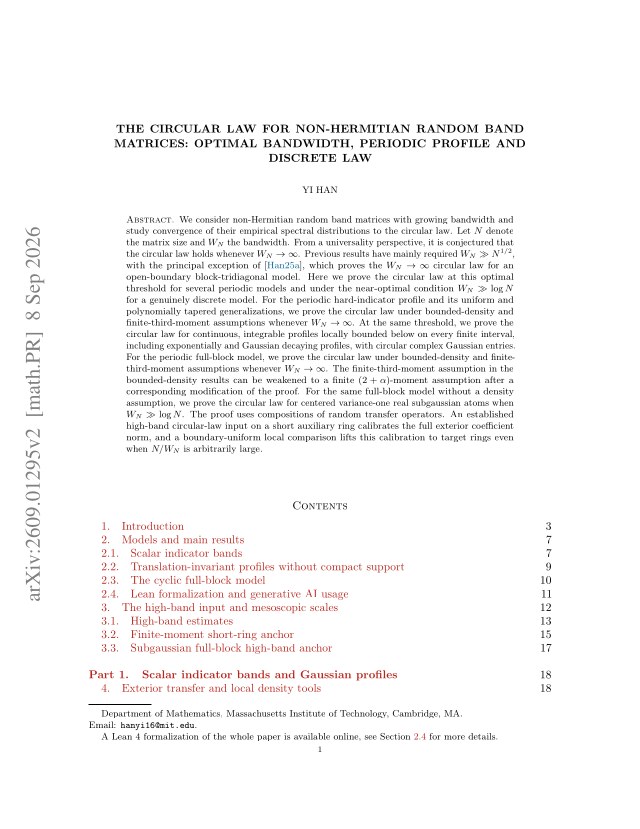 THE CIRCULAR LAW FOR NON-HERMITIAN RANDOM BAND
MATRICES: OPTIMAL BANDWIDTH, PERIODIC PROFILE AND
DISCRETE LAW
YI HAN
ABSTRACT. We consider non-Hermitian random band matrices with growing bandwidth and
study convergence of their empirical spectral distributions to the circular law. Let N denote
the matrix size and W_N the bandwidth. From a universality perspective, it is conjectured that
the circular law holds whenever W_N → ∞. Previous results have mainly required W_N ≫ N^{1/2},
with the principal exception of [Han25a], which proves the W_N → ∞ circular law for an
open-boundary block-tridiagonal model. Here we prove the circular law at this optimal
threshold for several periodic models and under the near-optimal condition W_N ≫ log N
for a genuinely discrete model. For the periodic hard-indicator profile and its uniform and
polynomially tapered generalizations, we prove the circular law under bounded-density and
finite-third-moment assumptions whenever W_N → ∞. At the same threshold, we prove the
circular law for continuous, integrable profiles locally bounded below on every finite interval,
including exponentially and Gaussian decaying profiles, with circular complex Gaussian entries.
For the periodic full-block model, we prove the circular law under bounded-density and finite-
third-moment assumptions whenever W_N → ∞. The finite-third-moment assumption in the
bounded-density results can be weakened to a finite (2 + α)-moment assumption after a
corresponding modification of the proof. For the same full-block model without a density
assumption, we prove the circular law for centered variance-one real subgaussian atoms when
W_N ≫ log N. The proof uses compositions of random transfer operators. An established
high-band circular-law input on a short auxiliary ring calibrates the full exterior coefficient
norm, and a boundary-uniform local comparison lifts this calibration to target rings even
when N/W_N is arbitrarily large.
CONTENTS
1. Introduction 3
2. Models and main results 7
2.1. Scalar indicator bands 7
2.2. Translation-invariant profiles without compact support 9
2.3. The cyclic full-block model 10
2.4. Lean formalization and generative AI usage 11
3. The high-band input and mesoscopic scales 12
3.1. High-band estimates 13
3.2. Finite-moment short-ring anchor 15
3.3. Subgaussian full-block high-band anchor 17
Part 1. Scalar indicator bands and Gaussian profiles 18
4. Exterior transfer and local density tools 18
Department of Mathematics. Massachusetts Institute of Technology, Cambridge, MA.
Email: hanyi16@mit.edu.
A Lean 4 formalization of the whole paper is available online, see Section 2.4 for more details.
1
arXiv:2609.01295v2 [math.PR] 8 Sep 2026